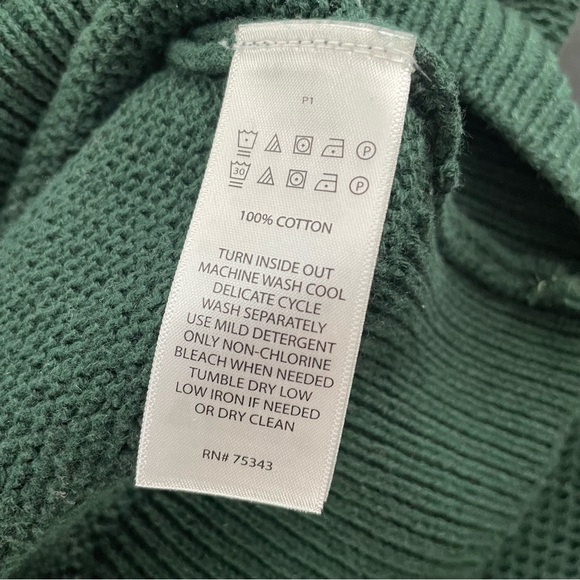 P1
P
30 P
100% COTTON
TURN INSIDE OUT
MACHINE WASH COOL
DELICATE CYCLE
WASH SEPARATELY
USE MILD DETERGENT
ONLY NON-CHLORINE
BLEACH WHEN NEEDED
TUMBLE DRY LOW
LOW IRON IF NEEDED
OR DRY CLEAN
RN# 75343